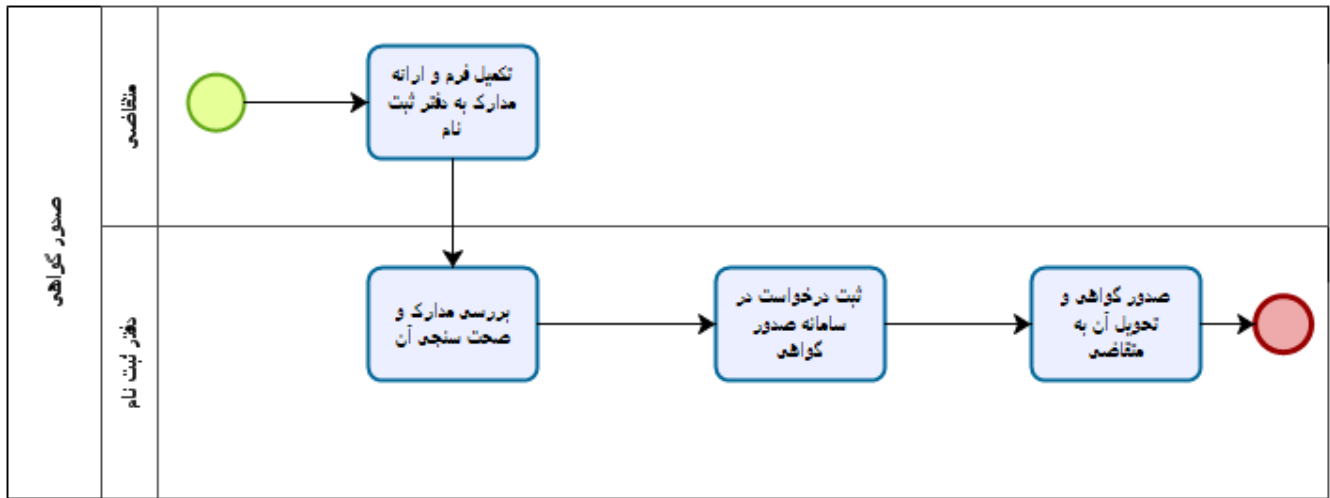 صدور گواهی
متقاضی
تکمیل فرم و ارائه
مدارک به دفتر ثبت
نام
دفتر ثبت نام
بررسی مدارک و
صحت سنجی آن
ثبت درخواست در
سامانه صدور
گواهی
صدور گواهی و
تحویل آن به
متقاضی